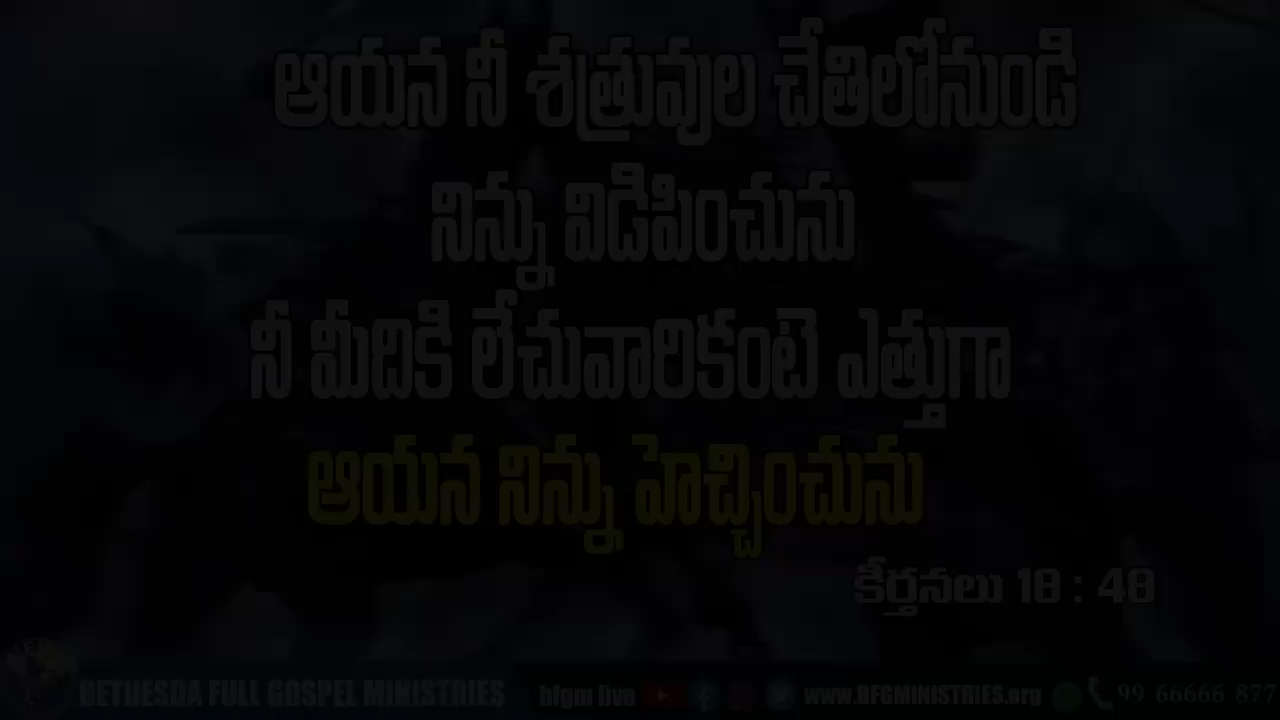 ఆయన నీ శత్రువుల చేతిలోనుండి
నిన్ను విడిపించును
నీ మీదికి లేచువారికంటె ఎత్తుగా
ఆయన నిన్ను హెచ్చించును
కీర్తనలు 18 : 48
BETHESDA FULL GOSPEL MINISTRIES bfgm live www.BFGMINISTRIES.org 99 66666 877